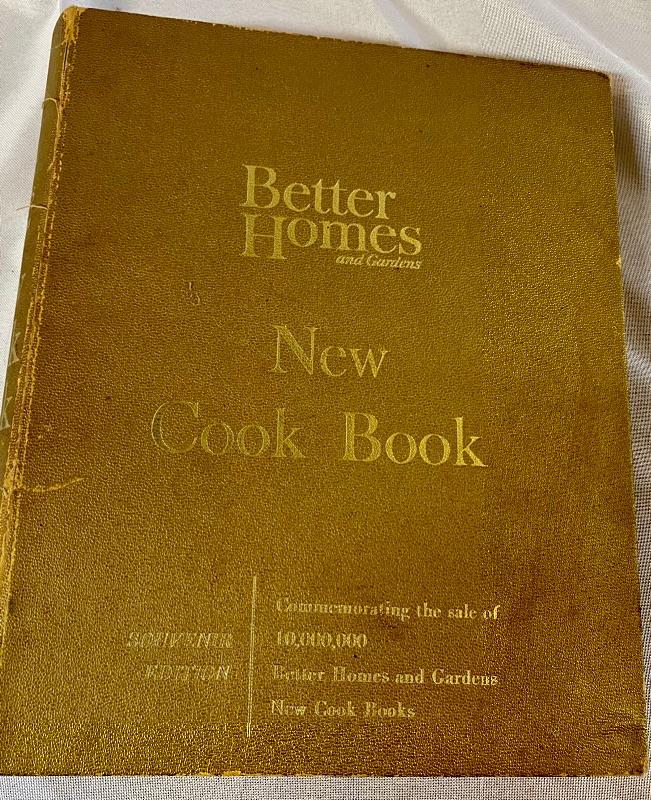 Better
Homes
and Gardens
New
Cook Book
SOUVENIR
EDITION
Commemorating the sale of
10,000,000
Better Homes and Gardens
New Cook Books
K
K